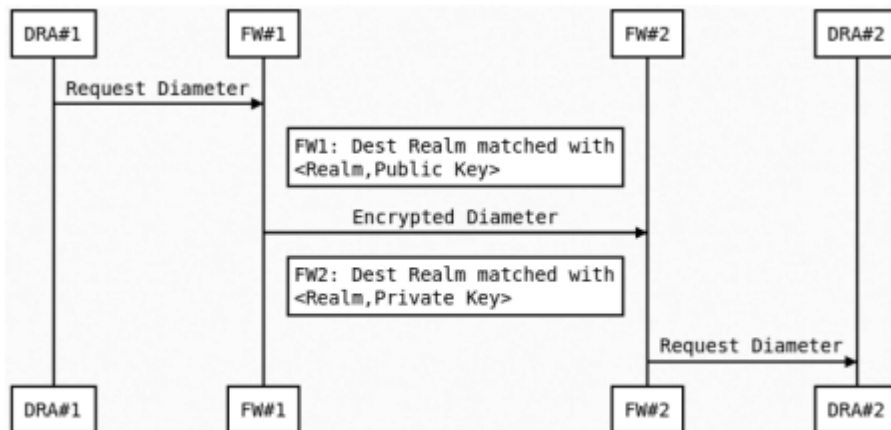 DRA#1 FW#1 FW#2 DRA#2
Request Diameter
FW1: Dest Realm matched with
<Realm,Public Key>
Encrypted Diameter
FW2: Dest Realm matched with
<Realm,Private Key>
Request Diameter
DRA#1 FW#1 FW#2 DRA#2